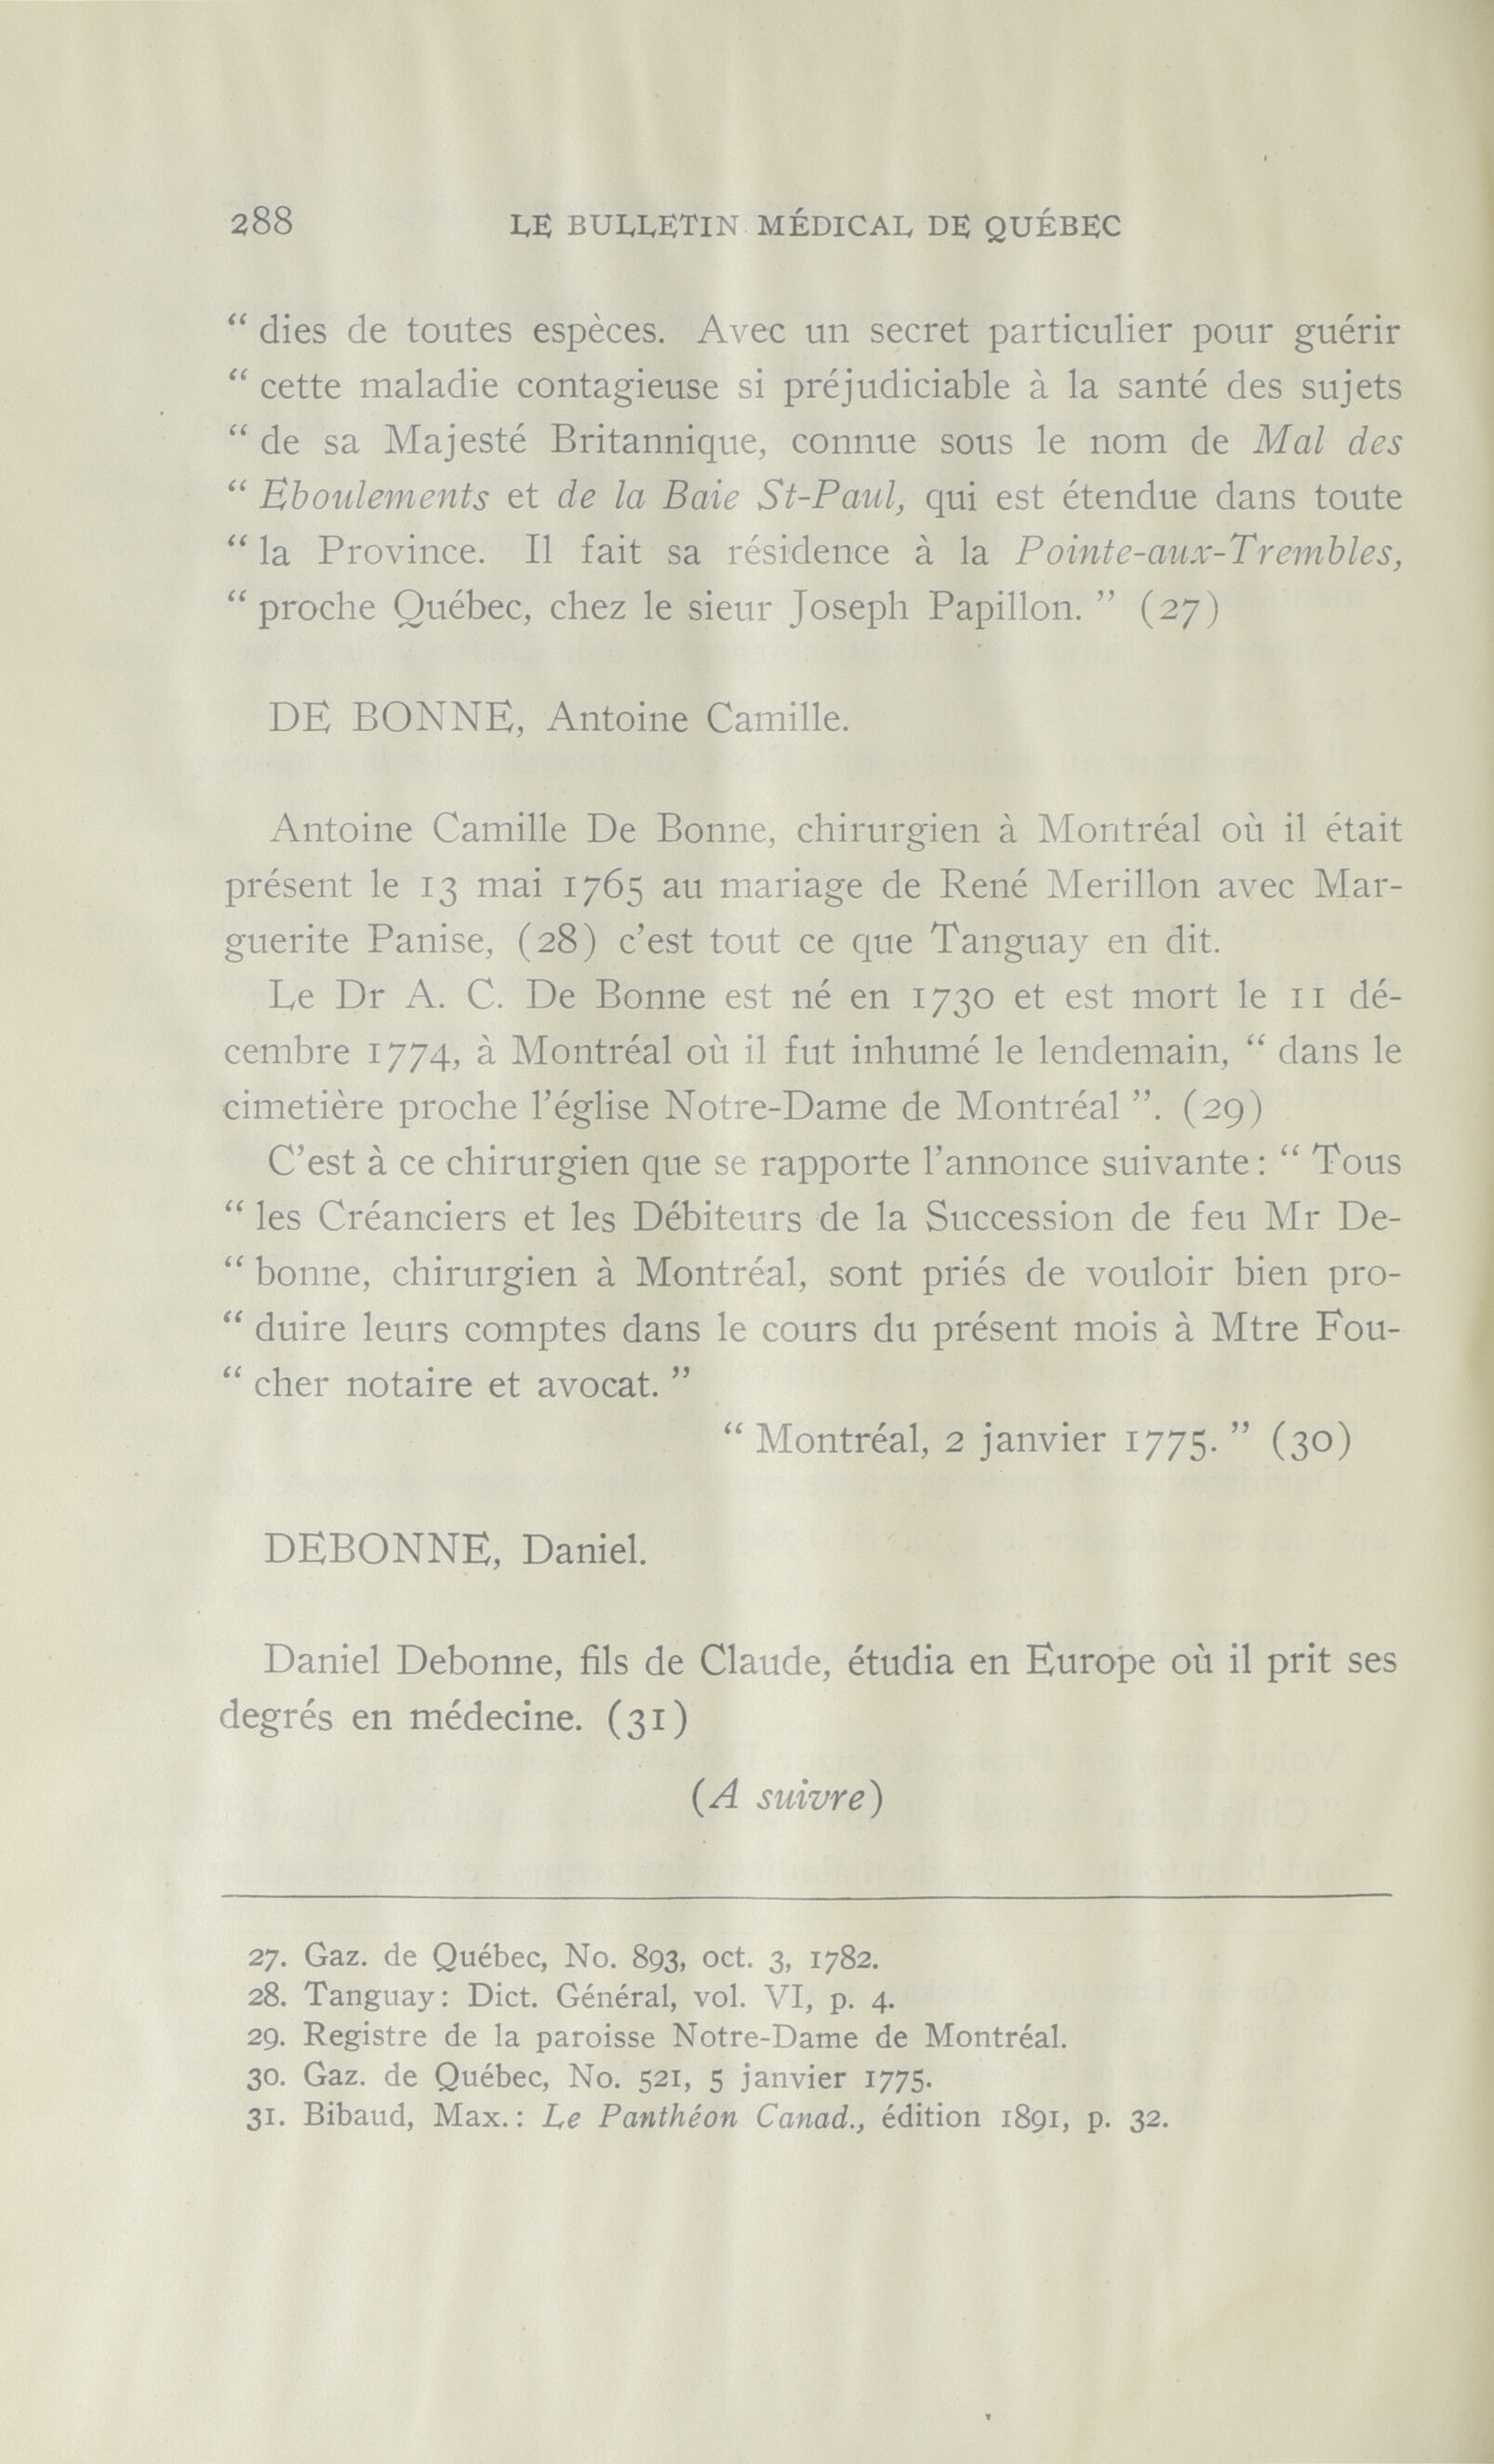 288 LE BULLETIN MÉDICAL DE QUÉBEC
“ dies de toutes espèces. Avec un secret particulier pour guérir
“ cette maladie contagieuse si préjudiciable à la santé des sujets
“ de sa Majesté Britannique, connue sous le nom de Mal des
“ Eboulements et de la Baie St-Paul, qui est étendue dans toute
“ la Province. Il fait sa résidence à la Pointe-aux-Trembles,
“ proche Québec, chez le sieur Joseph Papillon. ” (27)
DE BONNE, Antoine Camille.
Antoine Camille De Bonne, chirurgien à Montréal où il était
présent le 13 mai 1765 au mariage de René Merillon avec Mar-
guerite Panise, (28) c’est tout ce que Tanguay en dit.
Le Dr A. C. De Bonne est né en 1730 et est mort le 11 dé-
cembre 1774, à Montréal où il fut inhumé le lendemain, “ dans le
cimetière proche l’église Notre-Dame de Montréal ”. (29)
C’est à ce chirurgien que se rapporte l’annonce suivante : “ Tous
“ les Créanciers et les Débiteurs de la Succession de feu Mr De-
“ bonne, chirurgien à Montréal, sont priés de vouloir bien pro-
“ duire leurs comptes dans le cours du présent mois à Mtre Fou-
“ cher notaire et avocat. ”
“ Montréal, 2 janvier 1775. ” (30)
DEBONNE, Daniel.
Daniel Debonne, fils de Claude, étudia en Europe où il prit ses
degrés en médecine. (31)
(A suivre)
27. Gaz. de Québec, No. 893, oct. 3, 1782.
28. Tanguay : Dict. Général, vol. VI, p. 4.
29. Registre de la paroisse Notre-Dame de Montréal.
30. Gaz. de Québec, No. 521, 5 janvier 1775.
31. Bibaud, Max. : Le Panthéon Canad., édition 1891, p. 32.